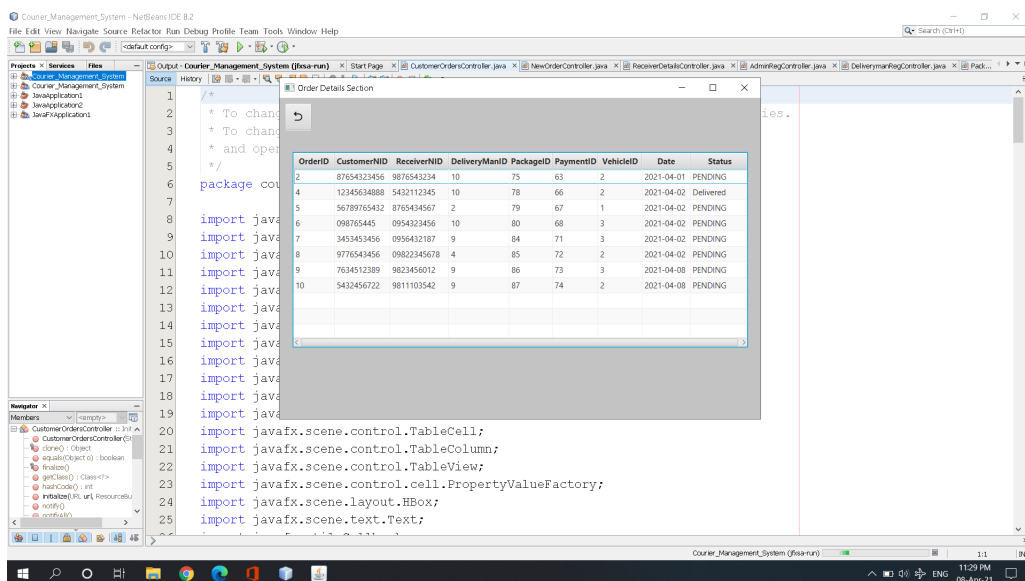 Courier_Management_System - NetBeans IDE 8.2
File Edit View Navigate Source Refactor Run Debug Profile Team Tools Window Help
Search (Ctrl+I)
<default config>
Projects Services Files
Output - Courier_Management_System (jfxsa-run) Start Page CustomerOrdersController.java NewOrderController.java ReceiverDetailsController.java AdminRegController.java DeliverymanRegController.java Pack...
Courier_Management_System
Courier_Management_System
JavaApplication1
JavaApplication2
JavaFXApplication1
Source History
Order Details Section
1 /*
2 * To chang ies.
3 * To chang
4 * and oper
5 */
6 package cou
7
8 import java
9 import java
10 import java
11 import java
12 import java
13 import java
14 import java
15 import java
16 import java
17 import java
18 import java
19 import java
20 import javafx.scene.control.TableCell;
21 import javafx.scene.control.TableColumn;
22 import javafx.scene.control.TableView;
23 import javafx.scene.control.cell.PropertyValueFactory;
24 import javafx.scene.layout.HBox;
25 import javafx.scene.text.Text;
OrderID CustomerNID ReceiverNID DeliveryManID PackageID PaymentID VehicleID Date Status
2 87654323456 9876543234 10 75 63 2 2021-04-01 PENDING
4 12345634888 5432112345 10 78 66 2 2021-04-02 Delivered
5 56789765432 8765434567 2 79 67 1 2021-04-02 PENDING
6 098765445 0954323456 10 80 68 3 2021-04-02 PENDING
7 3453453456 0956432187 9 84 71 3 2021-04-02 PENDING
8 9776543456 09822345678 4 85 72 2 2021-04-02 PENDING
9 7634512389 9823456012 9 86 73 3 2021-04-08 PENDING
10 5432456722 9811103542 9 87 74 2 2021-04-08 PENDING
Navigator
Members <empty>
CustomerOrdersController :: Init
CustomerOrdersController(St
clone() : Object
equals(Object o) : boolean
finalize()
getClass() : Class<?>
hashCode() : int
initialize(URL url, ResourceBu
notify()
notifyAll()
Courier_Management_System (jfxsa-run)
1:1
IN
ENG
11:29 PM
08-Apr-21